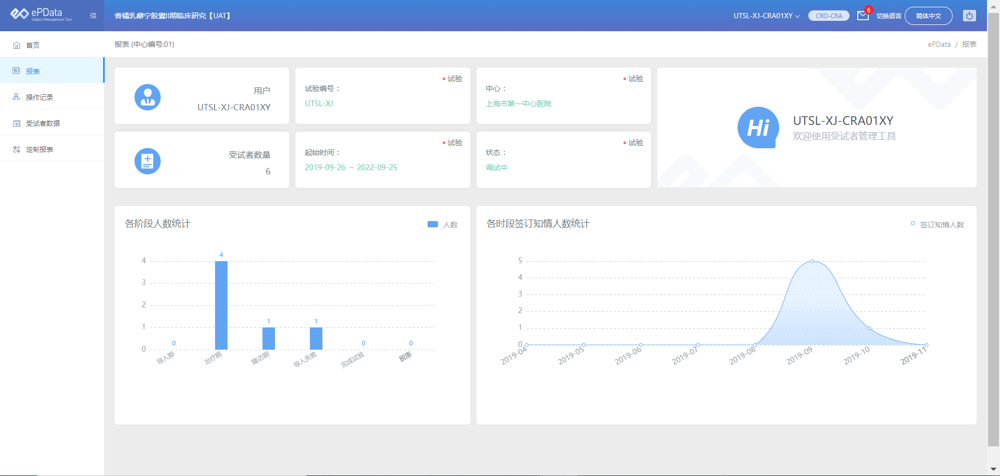 ePData
Subject Management Tool
香橘乳癖宁胶囊II期临床研究【UAT】
UTSL-XJ-CRA01XY
CRO-CRA
6
切换语言
简体中文
首页
报表
操作记录
受试者数据
定制报表
报表 (中心编号:01)
ePData / 报表
用户
UTSL-XJ-CRA01XY
试验
试验编号：
UTSL-XJ
试验
中心：
上海市第一中心医院
Hi
UTSL-XJ-CRA01XY
欢迎使用受试者管理工具
受试者数量
6
试验
起始时间：
2019-09-26 ~ 2022-09-25
试验
状态：
调试中
各阶段人数统计
人数
4
3
2
1
0
0
4
1
1
0
0
导入期
治疗期
随访期
导入失败
完成试验
脱落
各时段签订知情人数统计
签订知情人数
5
4
3
2
1
0
2019-04
2019-05
2019-06
2019-07
2019-08
2019-09
2019-10
2019-11